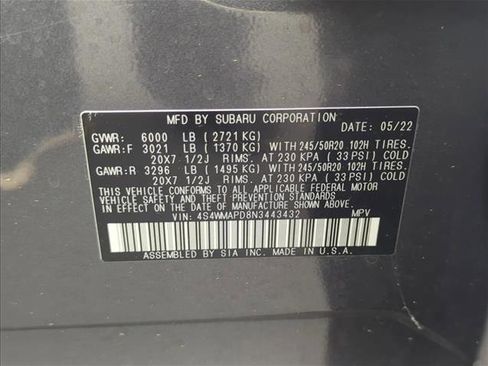 MFD BY SUBARU CORPORATION
DATE: 05/22
GVWR: 6000 LB (2721 KG)
GAWR:F 3021 LB (1370 KG) WITH 245/50R20 102H TIRES.
20X7 1/2J RIMS. AT 230 KPA (33 PSI) COLD
GAWR:R 3296 LB (1495 KG) WITH 245/50R20 102H TIRES.
20X7 1/2J RIMS. AT 230 KPA (33 PSI) COLD
THIS VEHICLE CONFORMS TO ALL APPLICABLE FEDERAL MOTOR
VEHICLE SAFETY AND THEFT PREVENTION STANDARDS
IN EFFECT ON THE DATE OF MANUFACTURE SHOWN ABOVE.
VIN: 4S4WMAPD8N3443432 MPV
ASSEMBLED BY SIA INC. MADE IN U.S.A.